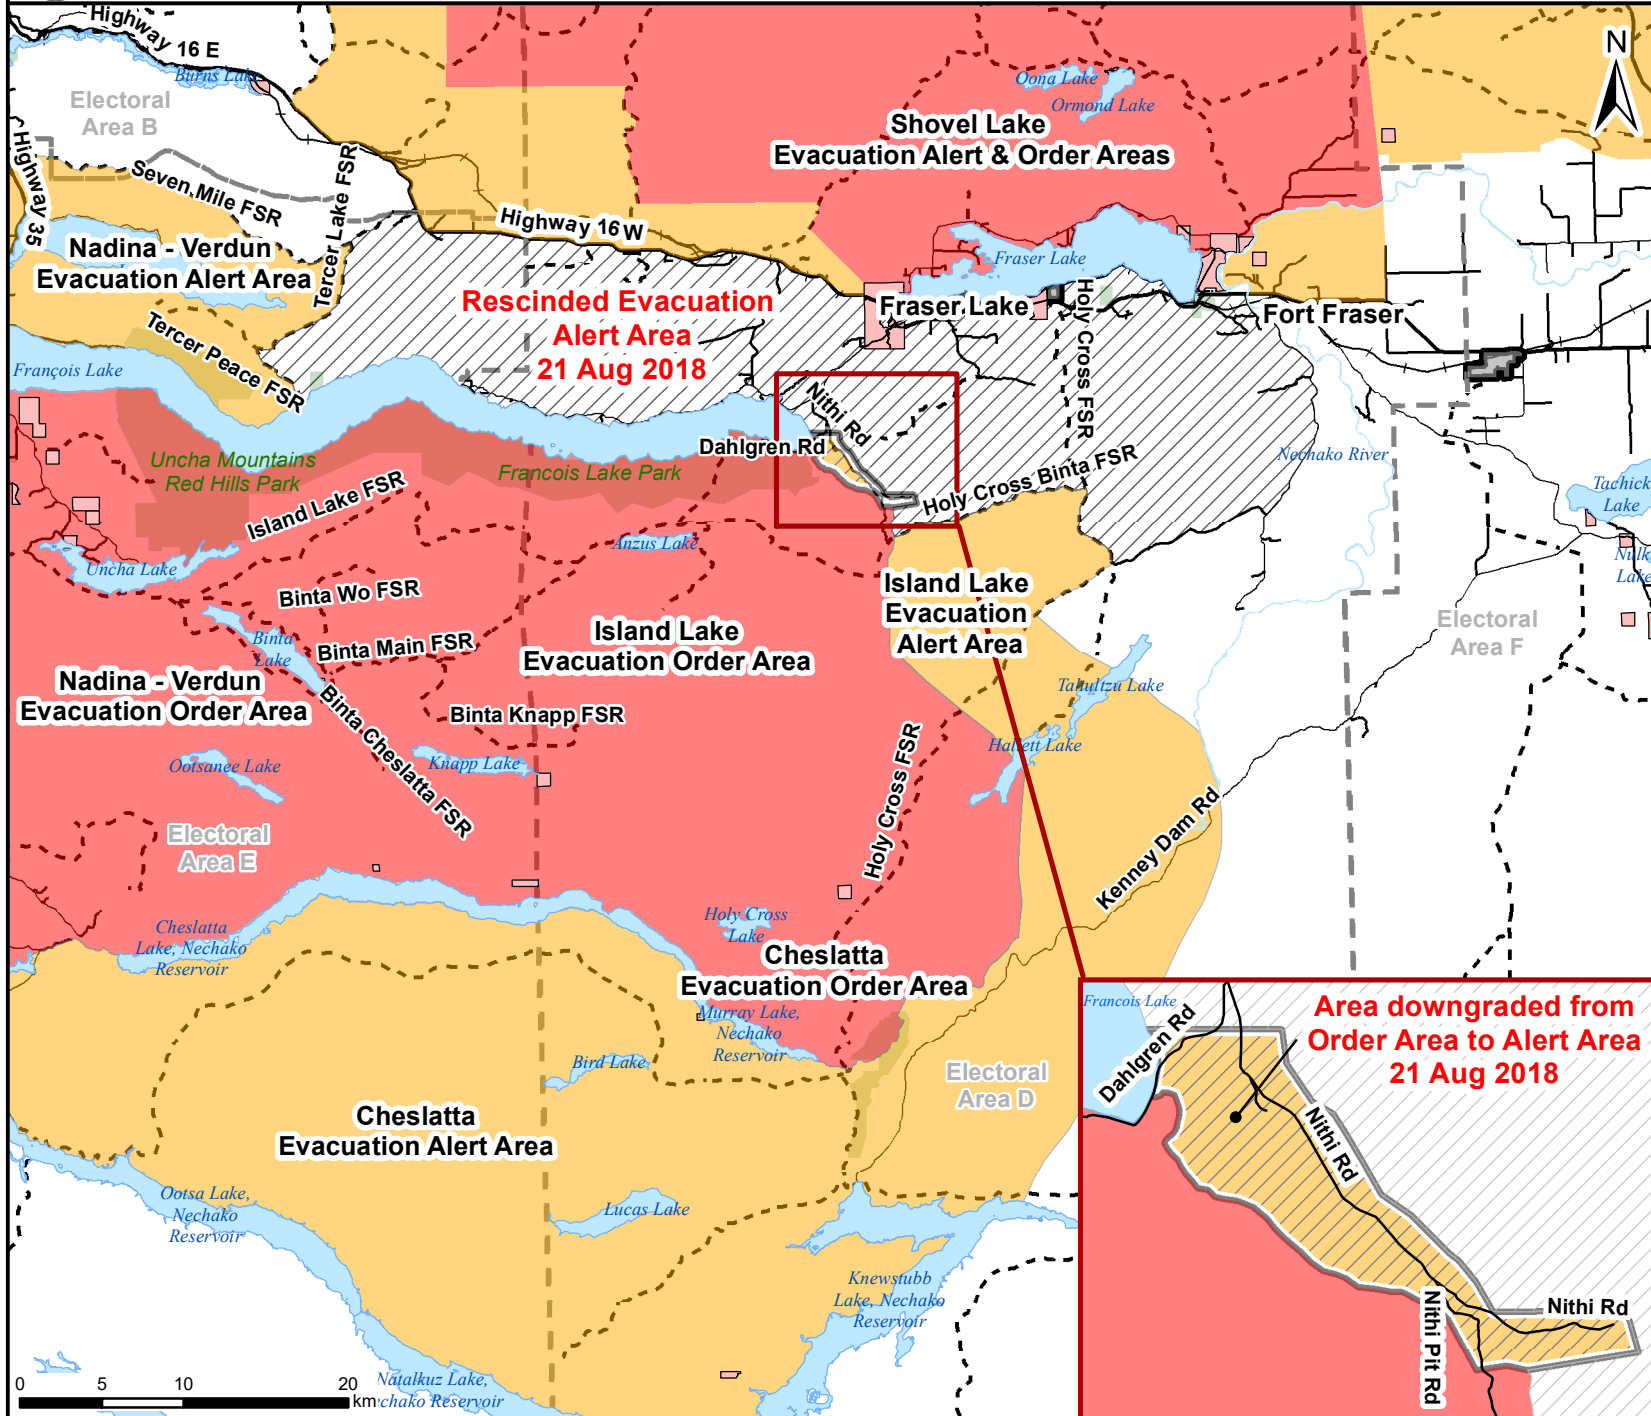 Highway 16 E
Burns Lake
Electoral
Area B
Highway 35
Seven Mile FSR
Tercer Lake FSR
Nadina - Verdun
Evacuation Alert Area
Tercer Peace FSR
François Lake
Highway 16 W
Oona Lake
Ormond Lake
Shovel Lake
Evacuation Alert & Order Areas
N
Rescinded Evacuation
Alert Area
21 Aug 2018
Fraser Lake
Fraser Lake
Fort Fraser
Holy Cross FSR
Nithi Rd
Dahlgren Rd
Holy Cross Binta FSR
Nechako River
Tachick
Lake
Lake
Uncha Mountains
Red Hills Park
Francois Lake Park
Island Lake FSR
Anzus Lake
Uncha Lake
Binta Wo FSR
Binta
Lake
Binta Main FSR
Island Lake
Evacuation Order Area
Island Lake
Evacuation
Alert Area
Electoral
Area F
Nadina - Verdun
Evacuation Order Area
Binta Cheslatta FSR
Binta Knapp FSR
Tahultzu Lake
Hallett Lake
Ootsanee Lake
Knapp Lake
Holy Cross FSR
Kenney Dam Rd
Electoral
Area E
Cheslatta
Lake, Nechako
Reservoir
Holy Cross
Lake
Cheslatta
Evacuation Order Area
Murray Lake,
Nechako
Reservoir
Bird Lake
Electoral
Area D
Cheslatta
Evacuation Alert Area
Ootsa Lake,
Nechako
Reservoir
Lucas Lake
Knewstubb
Lake, Nechako
Reservoir
Natalkuz Lake,
chako Reservoir
0 5 10 20
km
Francois Lake
Dahlgren Rd
Area downgraded from
Order Area to Alert Area
21 Aug 2018
Nithi Rd
Nithi Rd
Nithi Pit Rd